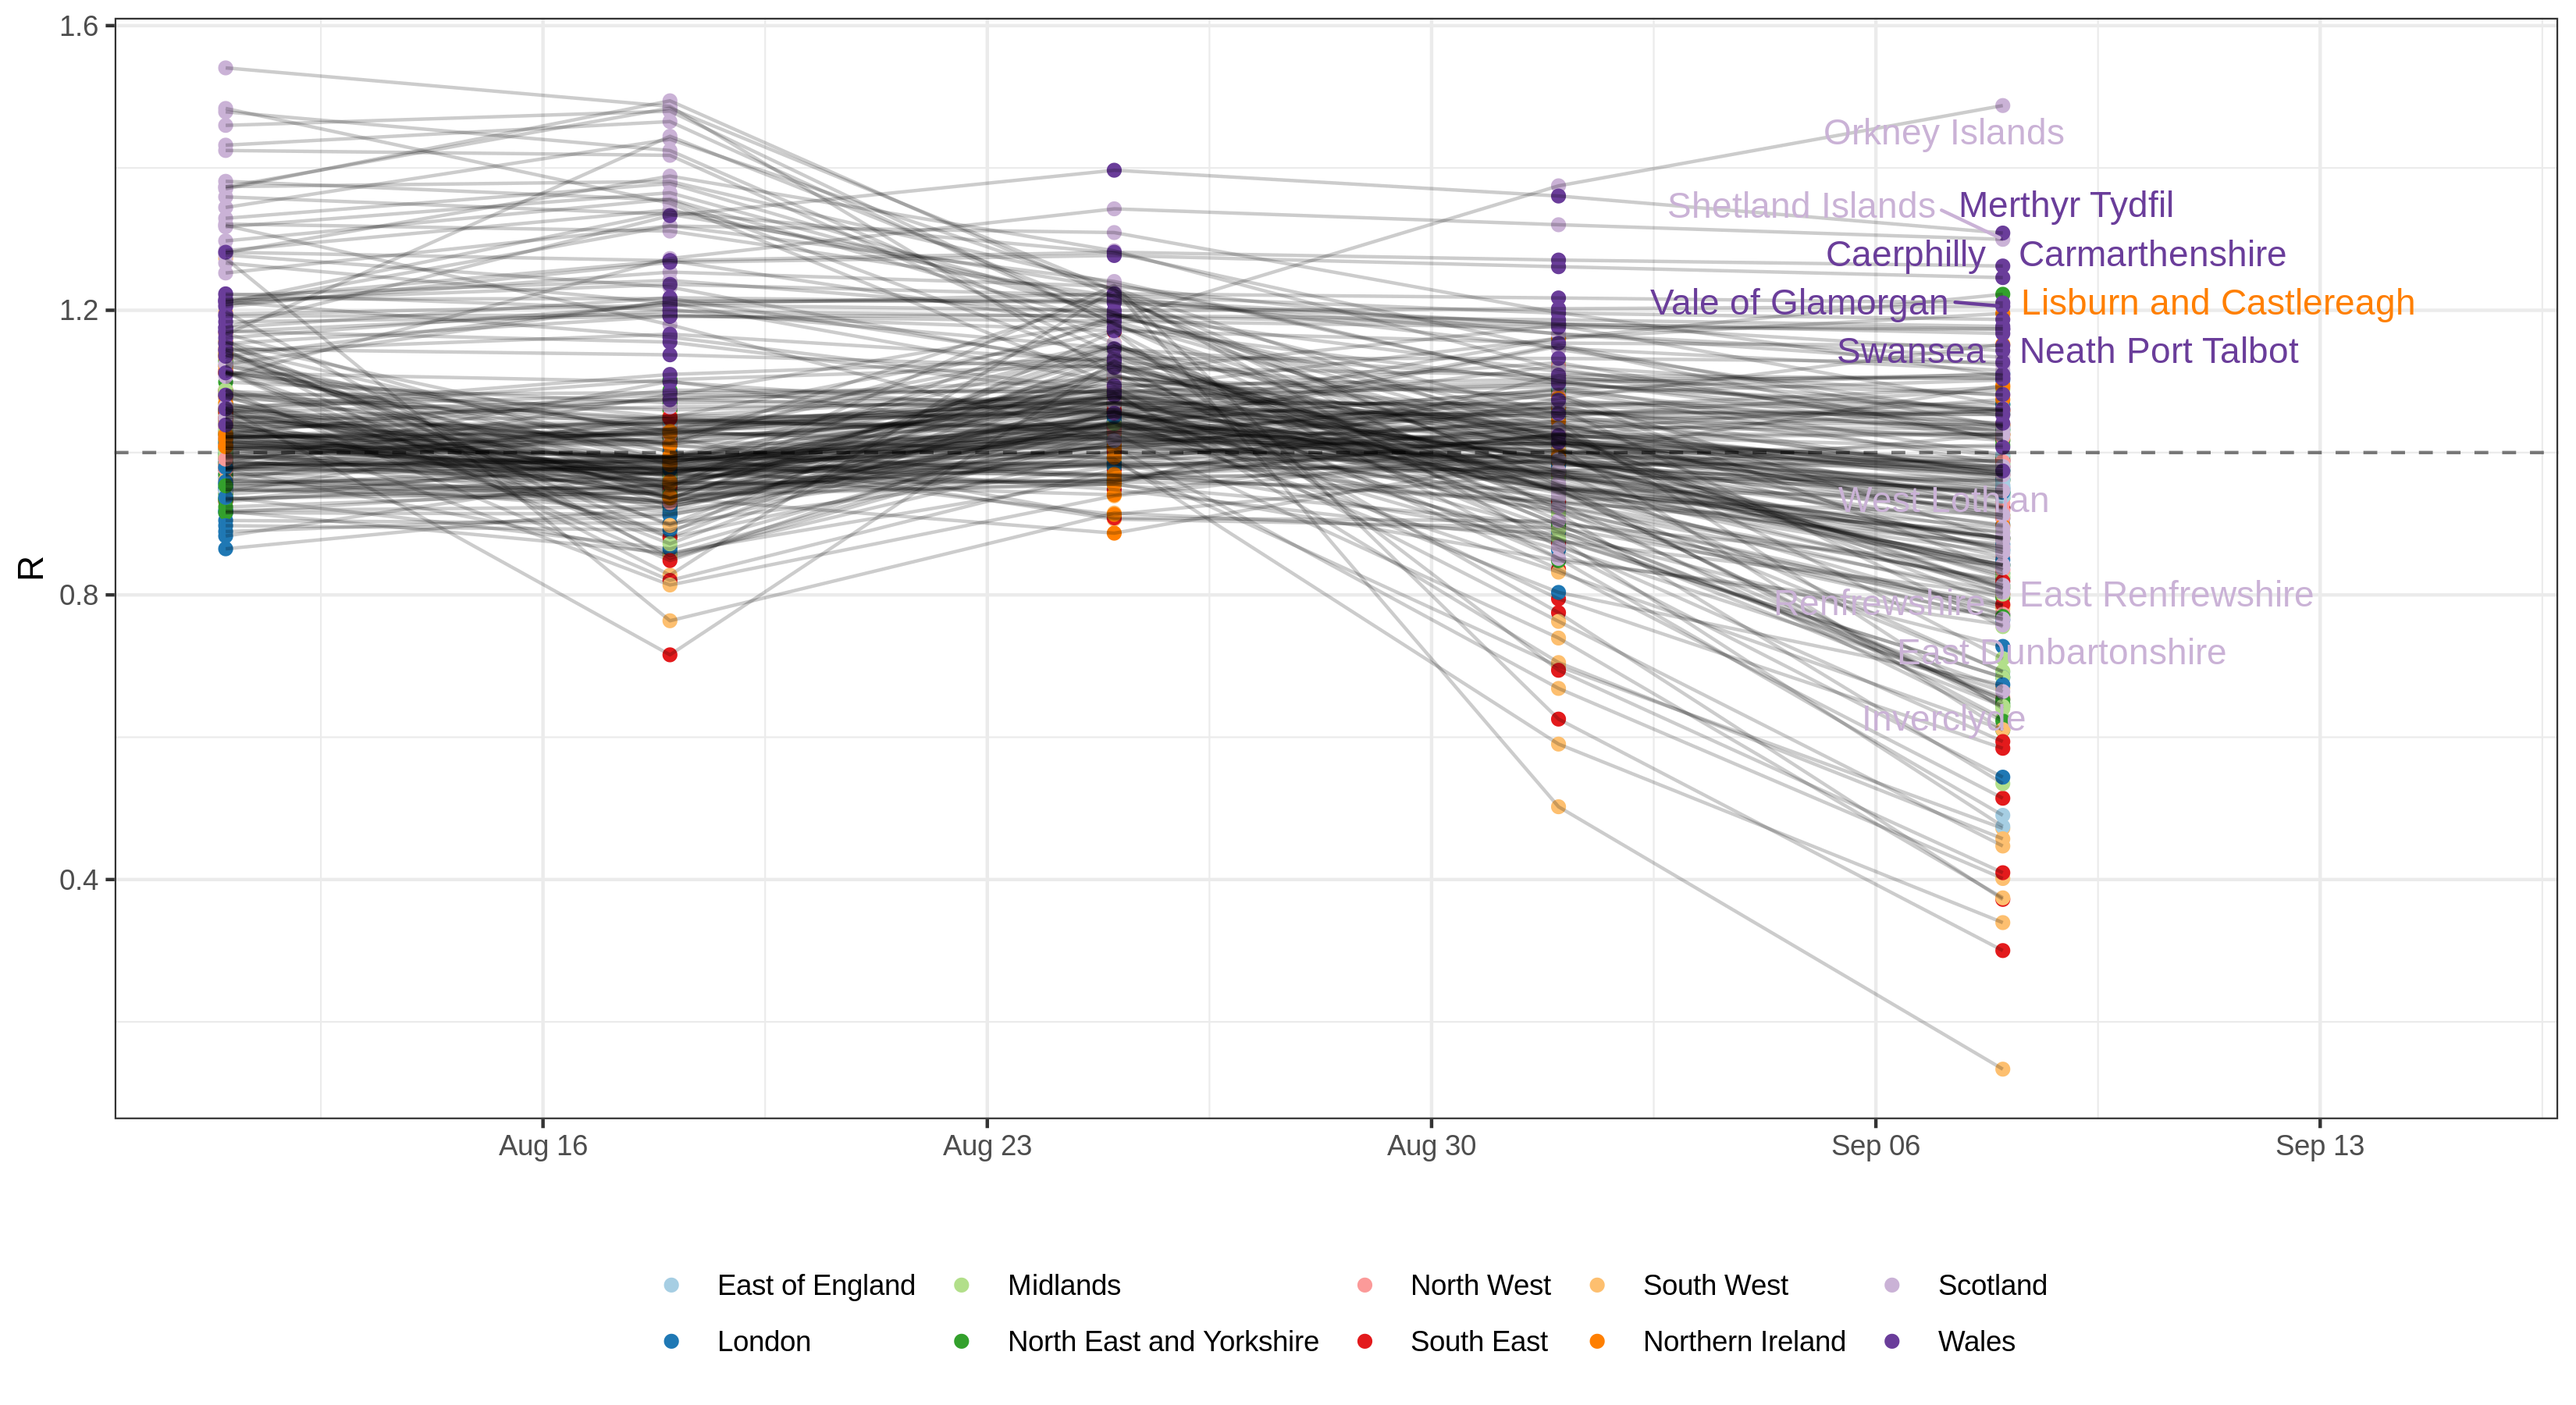 1.6
1.2
0.8
0.4
R
Orkney Islands
Shetland Islands
Merthyr Tydfil
Caerphilly
Carmarthenshire
Vale of Glamorgan
Lisburn and Castlereagh
Swansea
Neath Port Talbot
West Lothian
East Renfrewshire
Renfrewshire
East Dunbartonshire
Inverclyde
Aug 16
Aug 23
Aug 30
Sep 06
Sep 13
East of England
Midlands
North West
South West
Scotland
London
North East and Yorkshire
South East
Northern Ireland
Wales